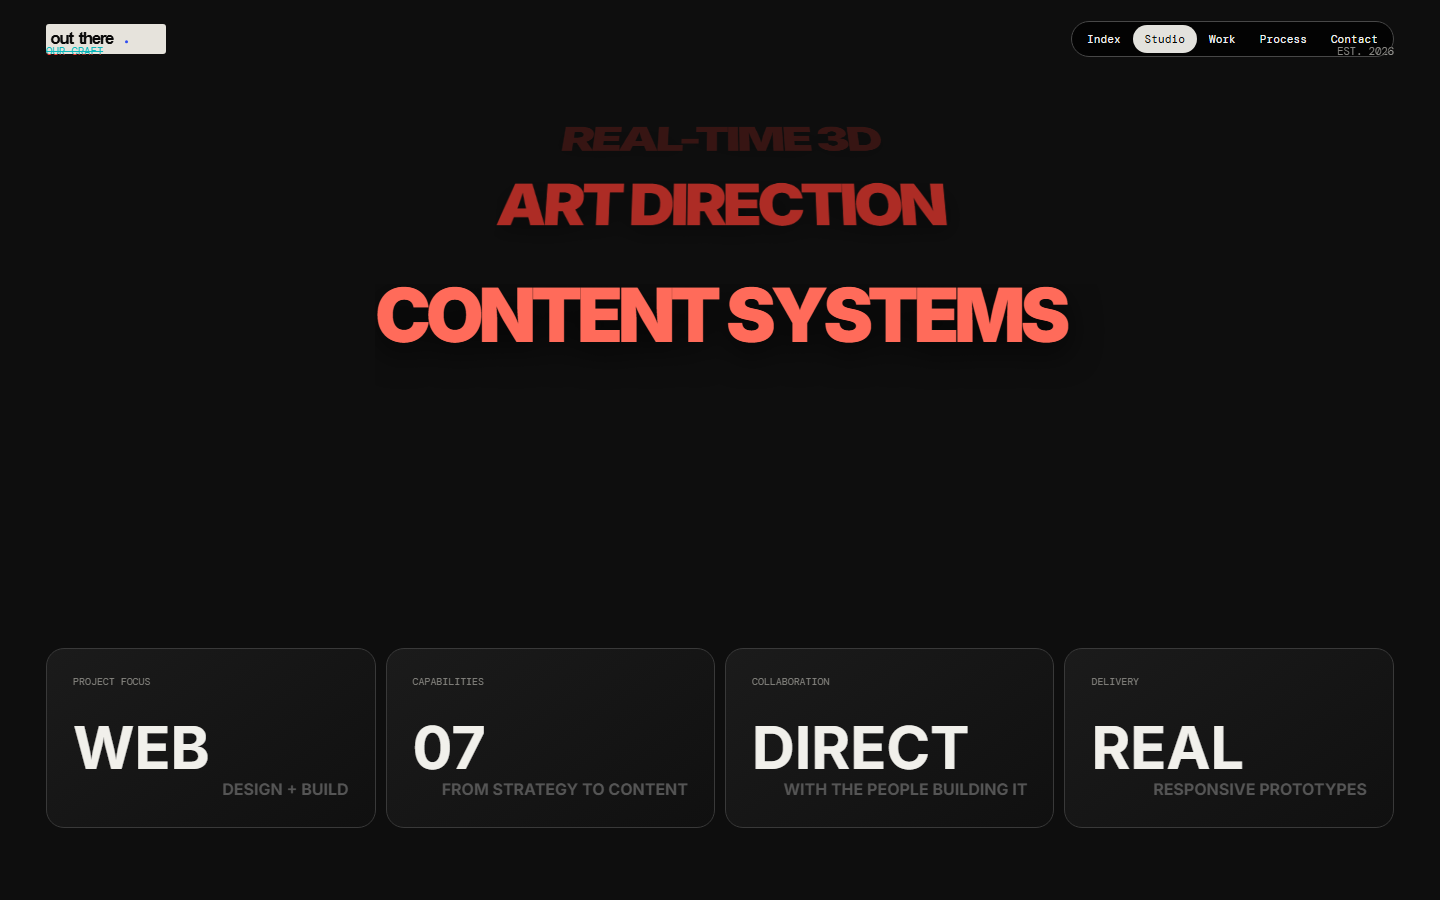 out there .
OUR CRAFT
Index Studio Work Process Contact
EST. 2026
REAL-TIME 3D
ART DIRECTION
CONTENT SYSTEMS
PROJECT FOCUS
WEB
DESIGN + BUILD
CAPABILITIES
07
FROM STRATEGY TO CONTENT
COLLABORATION
DIRECT
WITH THE PEOPLE BUILDING IT
DELIVERY
REAL
RESPONSIVE PROTOTYPES